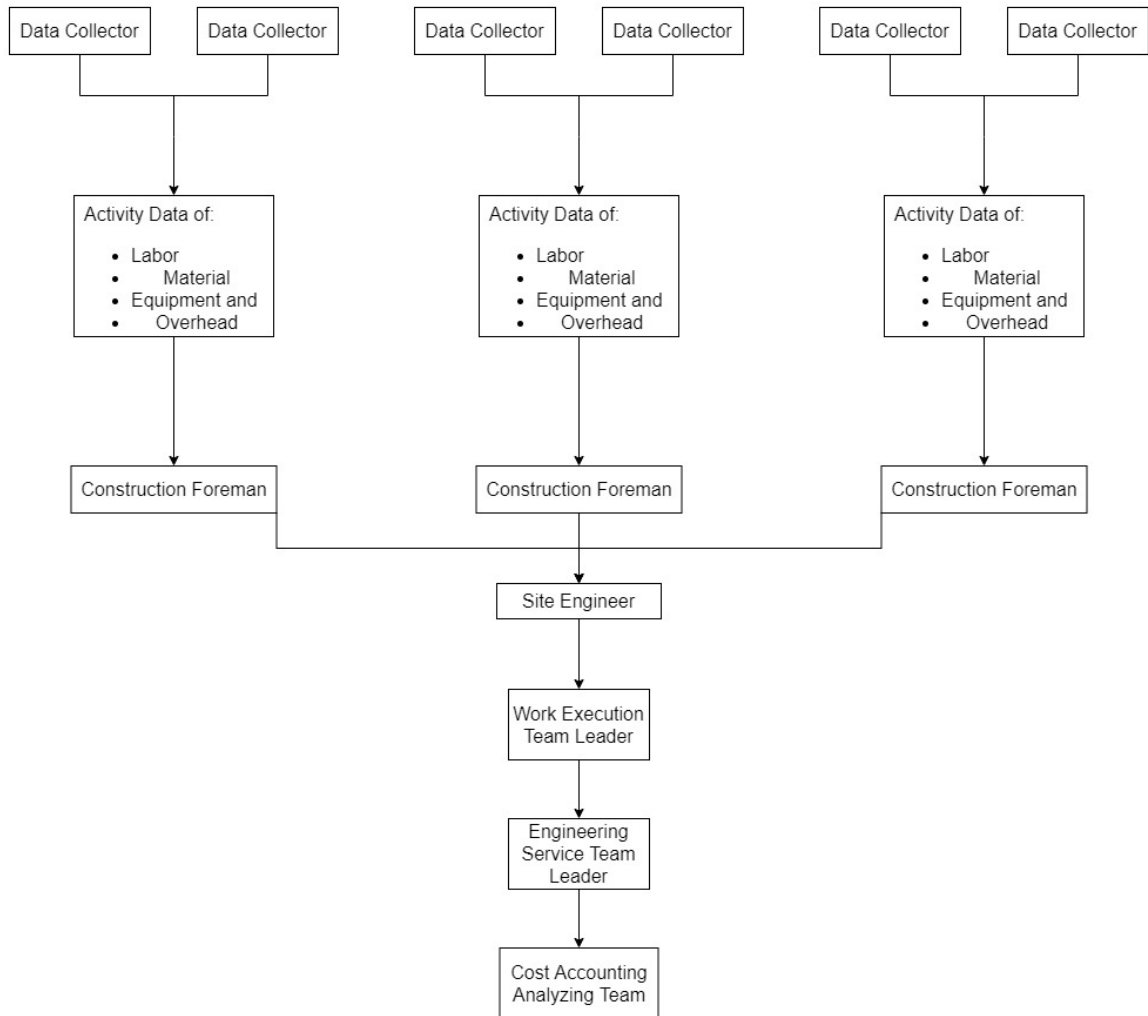 Data Collector
Data Collector
Data Collector
Data Collector
Data Collector
Data Collector
Activity Data of:
• Labor
• Material
• Equipment and
• Overhead
Activity Data of:
• Labor
• Material
• Equipment and
• Overhead
Activity Data of:
• Labor
• Material
• Equipment and
• Overhead
Construction Foreman
Construction Foreman
Construction Foreman
Site Engineer
Work Execution
Team Leader
Engineering
Service Team
Leader
Cost Accounting
Analyzing Team